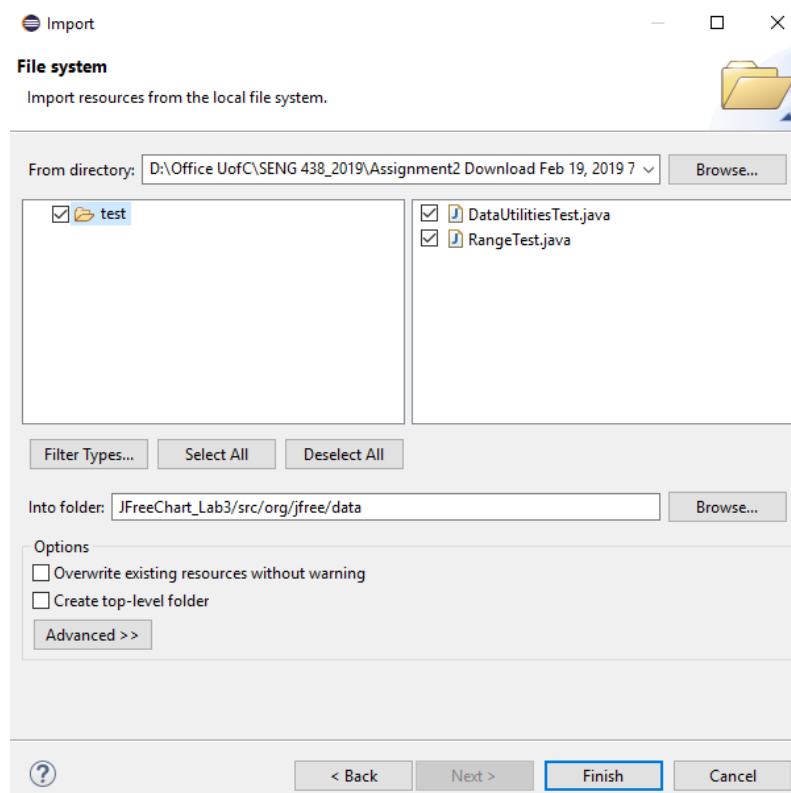 Import
File system
Import resources from the local file system.
From directory: D:\Office UofC\SENG 438_2019\Assignment2 Download Feb 19, 2019 7 Browse...
test
DataUtilitiesTest.java
RangeTest.java
Filter Types... Select All Deselect All
Into folder: JFreeChart_Lab3/src/org/jfree/data Browse...
Options
Overwrite existing resources without warning
Create top-level folder
Advanced >>
? < Back Next > Finish Cancel